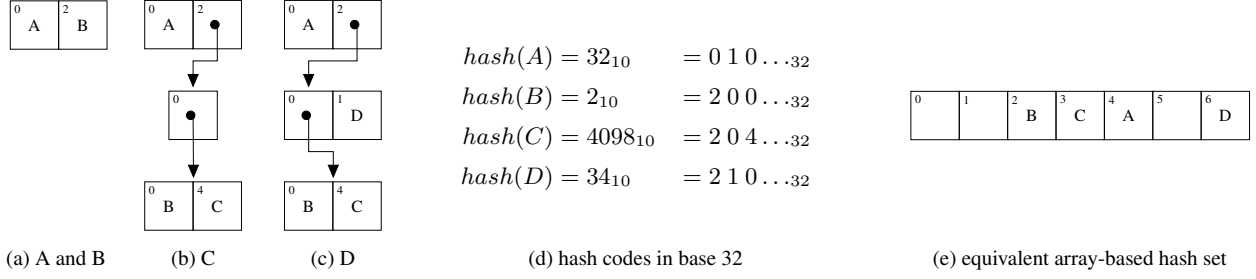 0 A 2 B
0 A 2
0
0 B 4 C
0 A 2
0 1 D
0 B 4 C
hash(A) = 32₁₀ = 0 1 0 …₃₂
hash(B) = 2₁₀ = 2 0 0 …₃₂
hash(C) = 4098₁₀ = 2 0 4 …₃₂
hash(D) = 34₁₀ = 2 1 0 …₃₂
0 1 2 B 3 C 4 A 5 6 D
(a) A and B
(b) C
(c) D
(d) hash codes in base 32
(e) equivalent array-based hash set